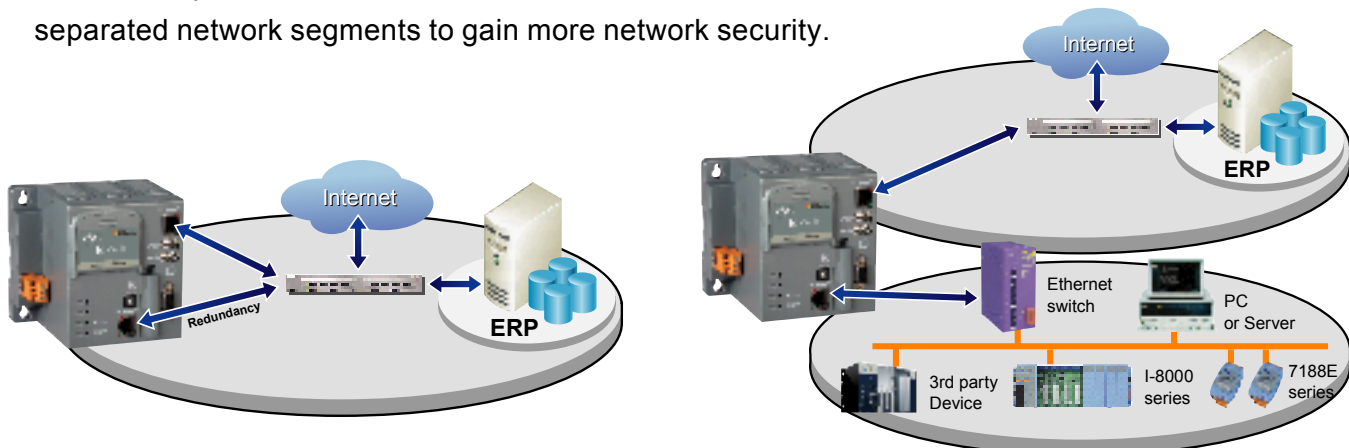 separated network segments to gain more network security.
Internet
Redundancy
ERP
Internet
ERP
Ethernet
switch
PC
or Server
3rd party
Device
I-8000
series
7188E
series